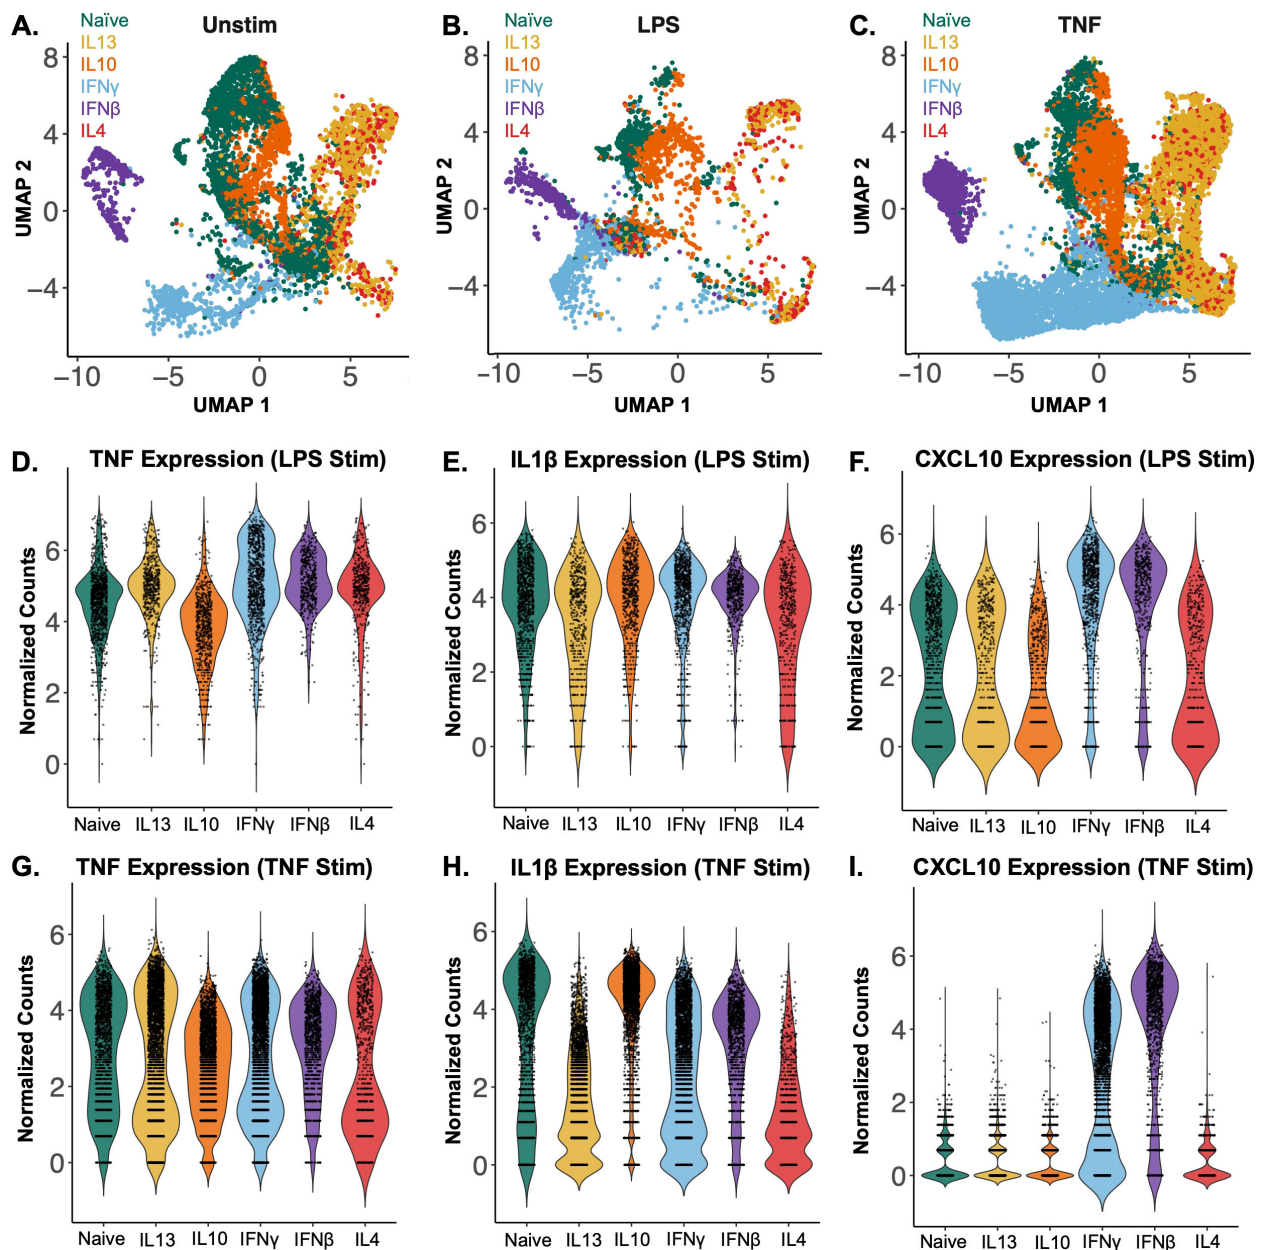 A.
Unstim
Naïve
IL13
IL10
IFNγ
IFNβ
IL4
UMAP 2
8
4
0
−4
−10
−5
0
5
UMAP 1
B.
LPS
Naïve
IL13
IL10
IFNγ
IFNβ
IL4
UMAP 2
8
4
0
−4
−10
−5
0
5
UMAP 1
C.
TNF
Naïve
IL13
IL10
IFNγ
IFNβ
IL4
UMAP 2
8
4
0
−4
−10
−5
0
5
UMAP 1
D.
TNF Expression (LPS Stim)
Normalized Counts
6
4
2
0
Naive IL13 IL10 IFNγ IFNβ IL4
E.
IL1β Expression (LPS Stim)
Normalized Counts
6
4
2
0
Naive IL13 IL10 IFNγ IFNβ IL4
F.
CXCL10 Expression (LPS Stim)
Normalized Counts
6
4
2
0
Naive IL13 IL10 IFNγ IFNβ IL4
G.
TNF Expression (TNF Stim)
Normalized Counts
6
4
2
0
Naive IL13 IL10 IFNγ IFNβ IL4
H.
IL1β Expression (TNF Stim)
Normalized Counts
6
4
2
0
Naive IL13 IL10 IFNγ IFNβ IL4
I.
CXCL10 Expression (TNF Stim)
Normalized Counts
6
4
2
0
Naive IL13 IL10 IFNγ IFNβ IL4